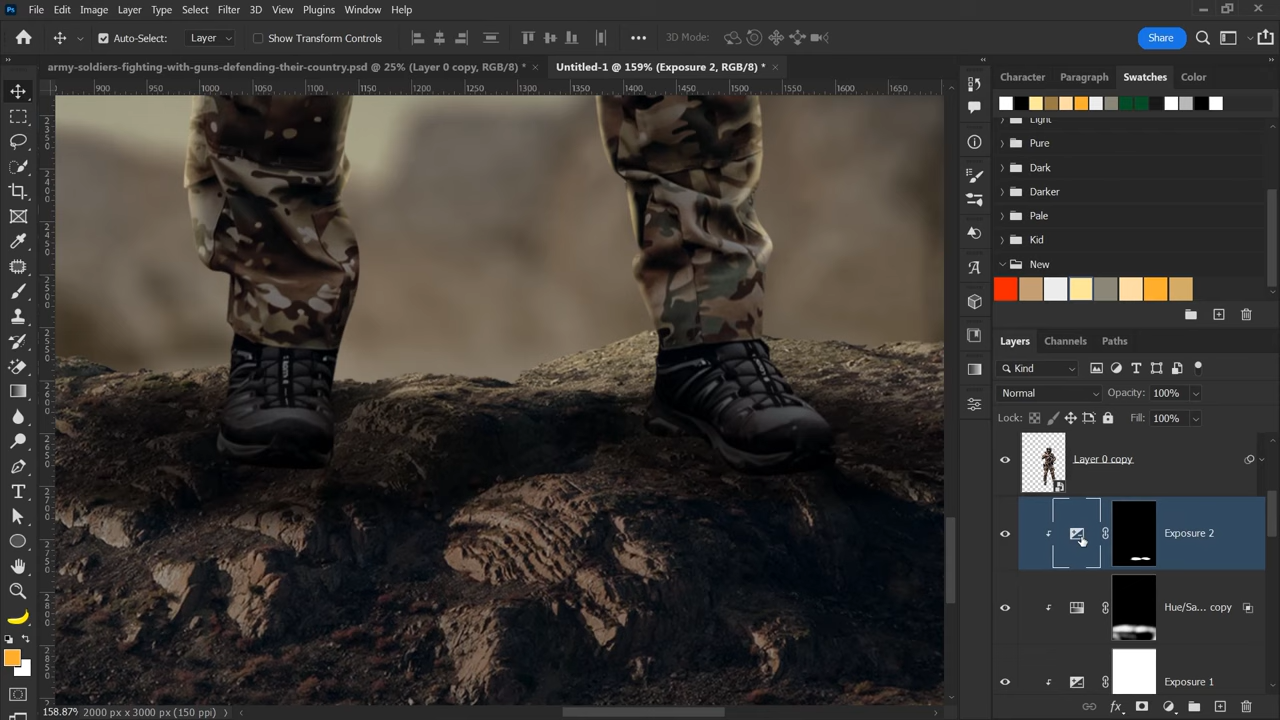 Ps File Edit Image Layer Type Select Filter 3D View Plugins Window Help
Auto-Select: Layer Show Transform Controls 3D Mode: Share
army-soldiers-fighting-with-guns-defending-their-country.psd @ 25% (Layer 0 copy, RGB/8) * Untitled-1 @ 159% (Exposure 2, RGB/8) *
Character Paragraph Swatches Color
900 1000 1050 1100 1150 1200 1250 1300 1350 1400 1450 1500 1550 1600 1650
Light
Pure
Dark
Darker
Pale
Kid
New
Layers Channels Paths
Kind
Normal Opacity: 100%
Lock: Fill: 100%
Layer 0 copy
Exposure 2
Hue/Sa... copy
Exposure 1
fx
158.87% 2000 px x 3000 px (150 ppi)